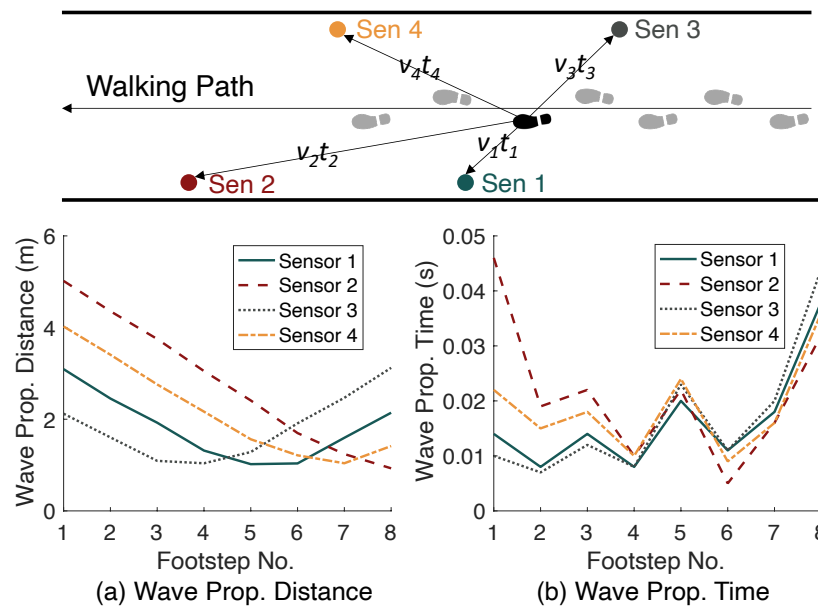 Sen 4
Sen 3
v4t4
v3t3
Walking Path
v2t2
v1t1
Sen 2
Sen 1
Wave Prop. Distance (m)
6
4
2
0
Sensor 1
Sensor 2
Sensor 3
Sensor 4
1 2 3 4 5 6 7 8
Footstep No.
(a) Wave Prop. Distance
Wave Prop. Time (s)
0.05
0.04
0.03
0.02
0.01
0
Sensor 1
Sensor 2
Sensor 3
Sensor 4
1 2 3 4 5 6 7 8
Footstep No.
(b) Wave Prop. Time